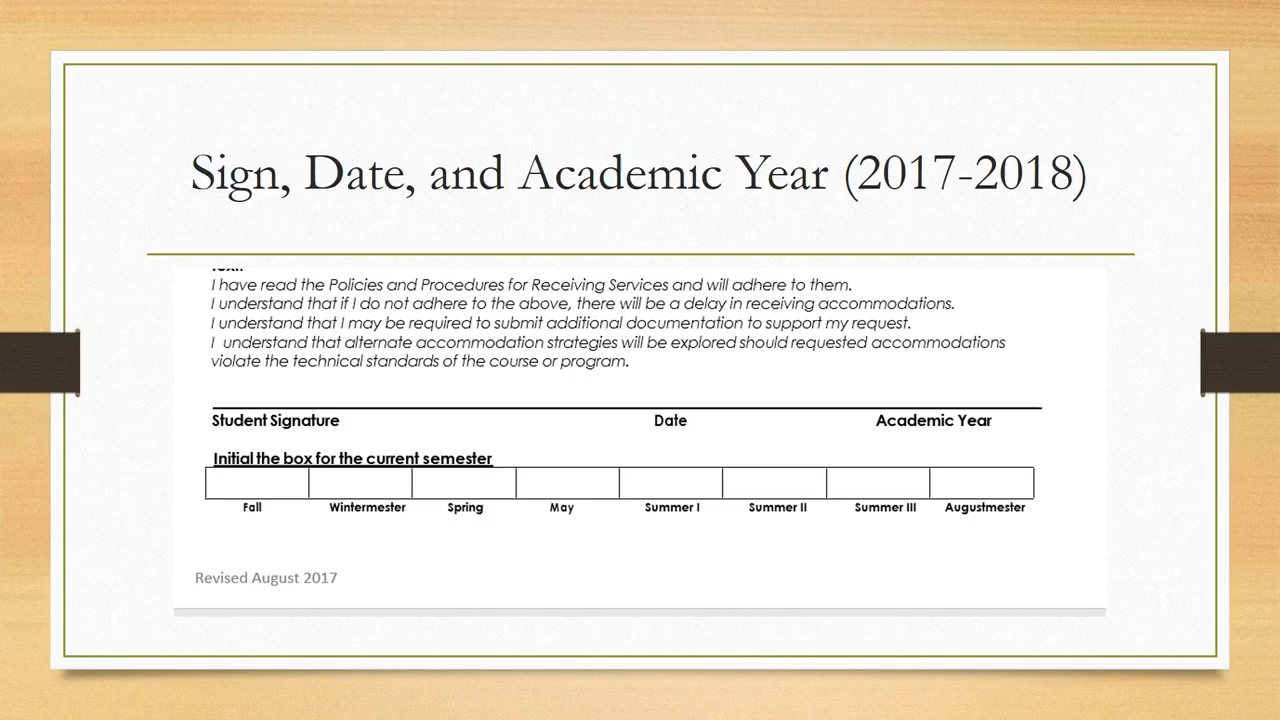 Sign, Date, and Academic Year (2017-2018)
I have read the Policies and Procedures for Receiving Services and will adhere to them.
I understand that if I do not adhere to the above, there will be a delay in receiving accommodations.
I understand that I may be required to submit additional documentation to support my request.
I understand that alternate accommodation strategies will be explored should requested accommodations
violate the technical standards of the course or program.
Student Signature Date Academic Year
Initial the box for the current semester
Fall Wintermester Spring May Summer I Summer II Summer III Augustmester
Revised August 2017